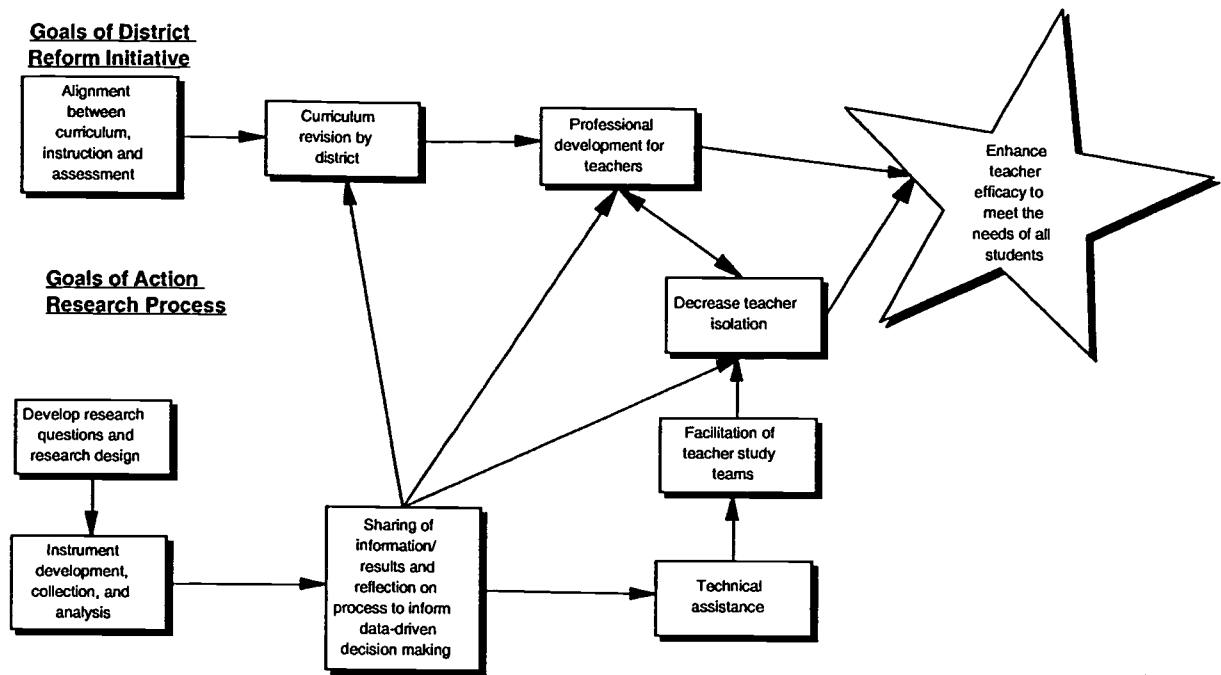 Goals of District
Reform Initiative
Alignment
between
curriculum,
instruction and
assessment
Curriculum
revision by
district
Professional
development for
teachers
Enhance
teacher
efficacy to
meet the
needs of all
students
Goals of Action
Research Process
Decrease teacher
isolation
Develop research
questions and
research design
Facilitation of
teacher study
teams
Instrument
development,
collection, and
analysis
Sharing of
information/
results and
reflection on
process to inform
data-driven
decision making
Technical
assistance